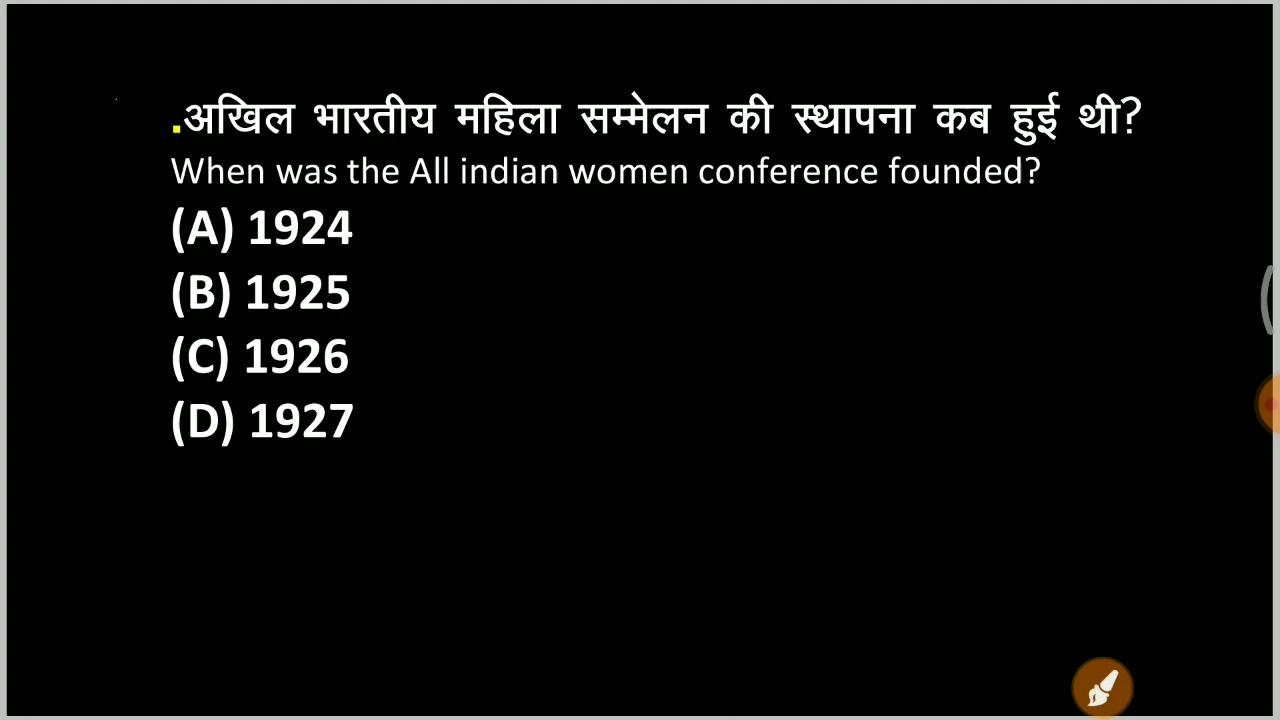 .अखिल भारतीय महिला सम्मेलन की स्थापना कब हुई थी?
When was the All indian women conference founded?
(A) 1924
(B) 1925
(C) 1926
(D) 1927